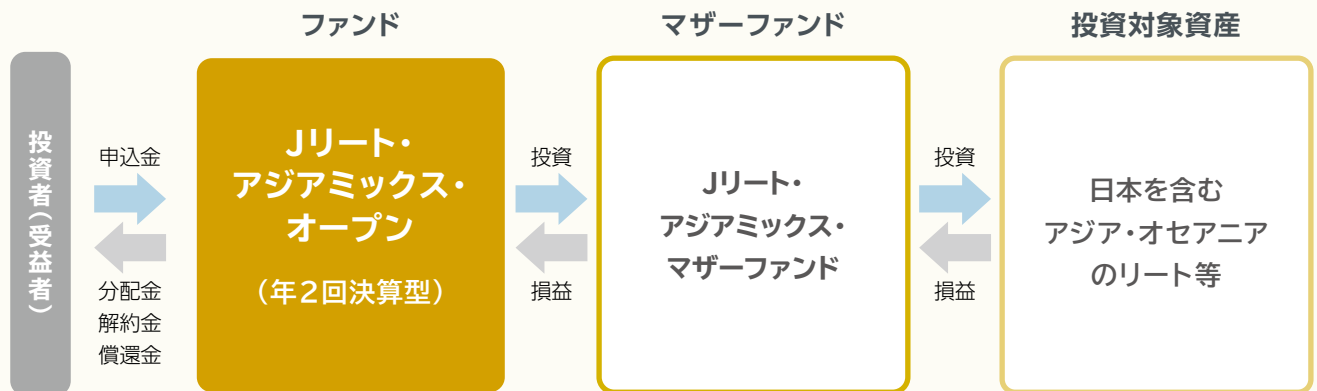 ファンド
マザーファンド
投資対象資産
投資者(受益者)
申込金
分配金
解約金
償還金
Jリート・
アジアミックス・
オープン
(年2回決算型)
投資
損益
Jリート・
アジアミックス・
マザーファンド
投資
損益
日本を含む
アジア・オセアニア
のリート等